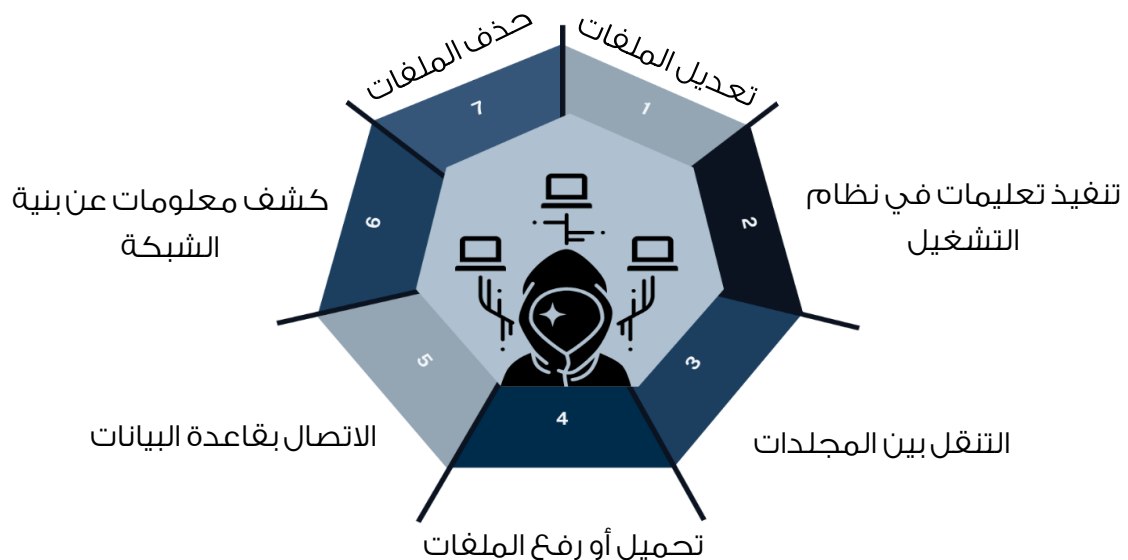 تعديل الملفات
1
تنفيذ تعليمات في نظام
التشغيل
2
التنقل بين المجلدات
3
تحميل أو رفع الملفات
4
الاتصال بقاعدة البيانات
5
كشف معلومات عن بنية
الشبكة
6
حذف الملفات
7